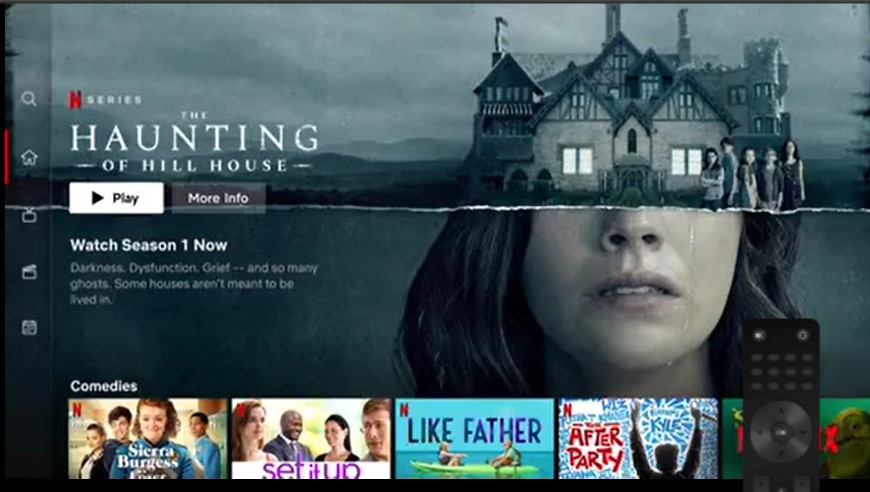 N SERIES
THE
HAUNTING
OF HILL HOUSE
Play
More Info
Watch Season 1 Now
Darkness. Dysfunction. Grief -- and so many
ghosts. Some houses aren't meant to be
lived in.
Comedies
N
Sierra
Burgess
N
set it up
N
LIKE FATHER
N
THE
AFTER
PARTY
KYLE
OK